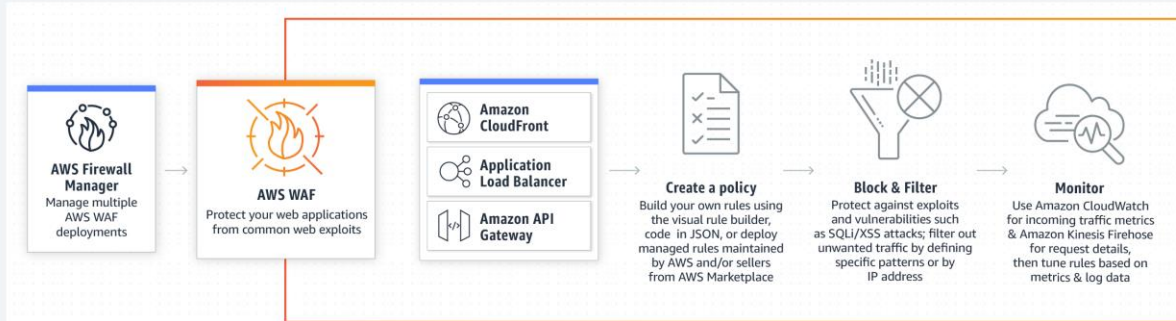 AWS Firewall
Manager
Manage multiple
AWS WAF
deployments
AWS WAF
Protect your web applications
from common web exploits
Amazon
CloudFront
Application
Load Balancer
</>
Amazon API
Gateway
Create a policy
Build your own rules using
the visual rule builder,
code in JSON, or deploy
managed rules maintained
by AWS and/or sellers
from AWS Marketplace
Block & Filter
Protect against exploits
and vulnerabilities such
as SQLi/XSS attacks; filter out
unwanted traffic by defining
specific patterns or by
IP address
Monitor
Use Amazon CloudWatch
for incoming traffic metrics
& Amazon Kinesis Firehose
for request details,
then tune rules based on
metrics & log data